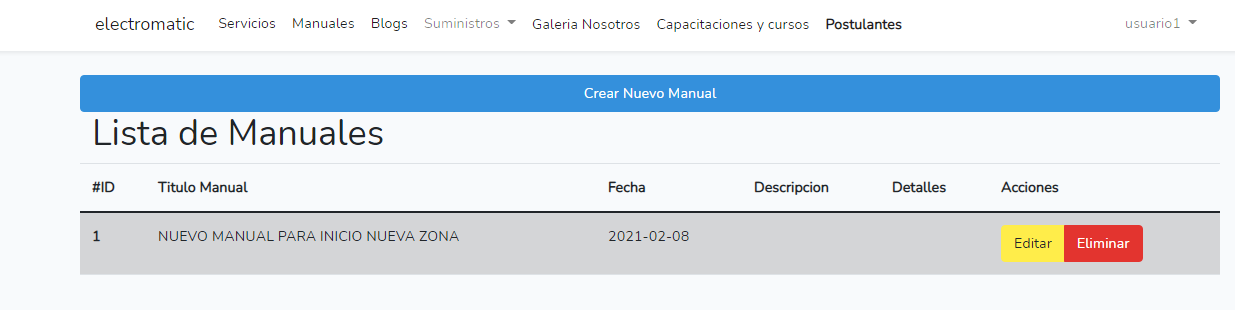 electromatic Servicios Manuales Blogs Suministros Galeria Nosotros Capacitaciones y cursos Postulantes usuario1
Crear Nuevo Manual
Lista de Manuales
#ID Titulo Manual Fecha Descripcion Detalles Acciones
1 NUEVO MANUAL PARA INICIO NUEVA ZONA 2021-02-08 Editar Eliminar